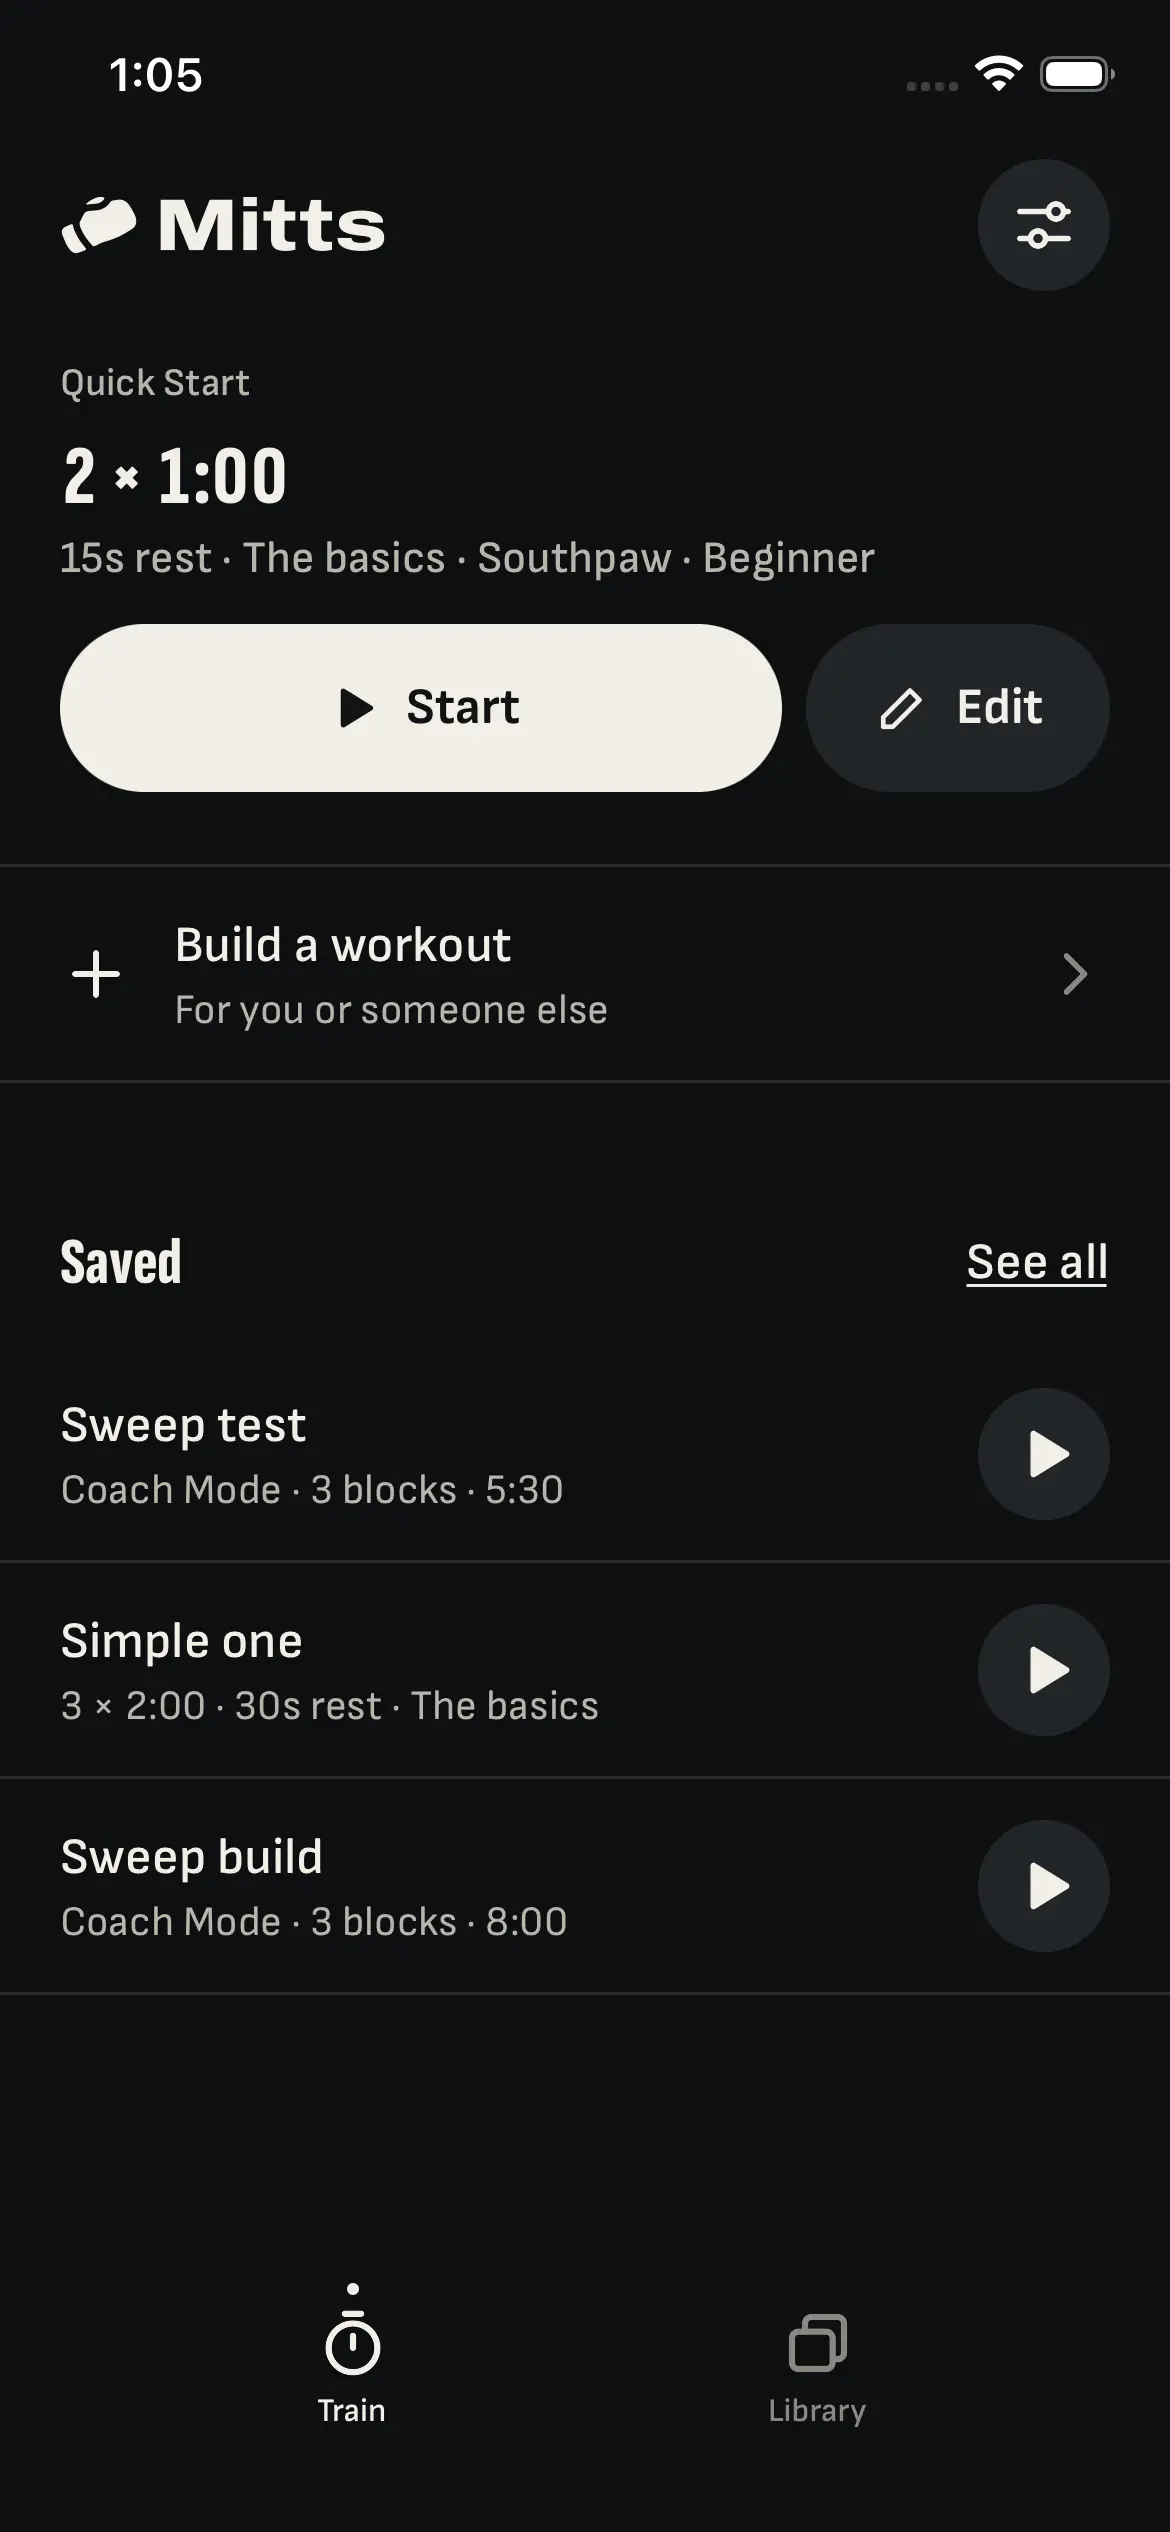 1:05
Mitts
Quick Start
2 × 1:00
15s rest · The basics · Southpaw · Beginner
Start
Edit
Build a workout
For you or someone else
Saved
See all
Sweep test
Coach Mode · 3 blocks · 5:30
Simple one
3 × 2:00 · 30s rest · The basics
Sweep build
Coach Mode · 3 blocks · 8:00
Train
Library